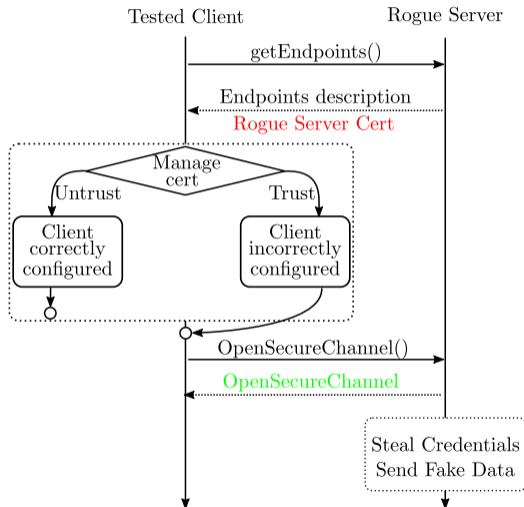 Tested Client
Rogue Server
getEndpoints()
Endpoints description
Rogue Server Cert
Manage
cert
Untrust
Trust
Client
correctly
configured
Client
incorrectly
configured
OpenSecureChannel()
OpenSecureChannel
Steal Credentials
Send Fake Data